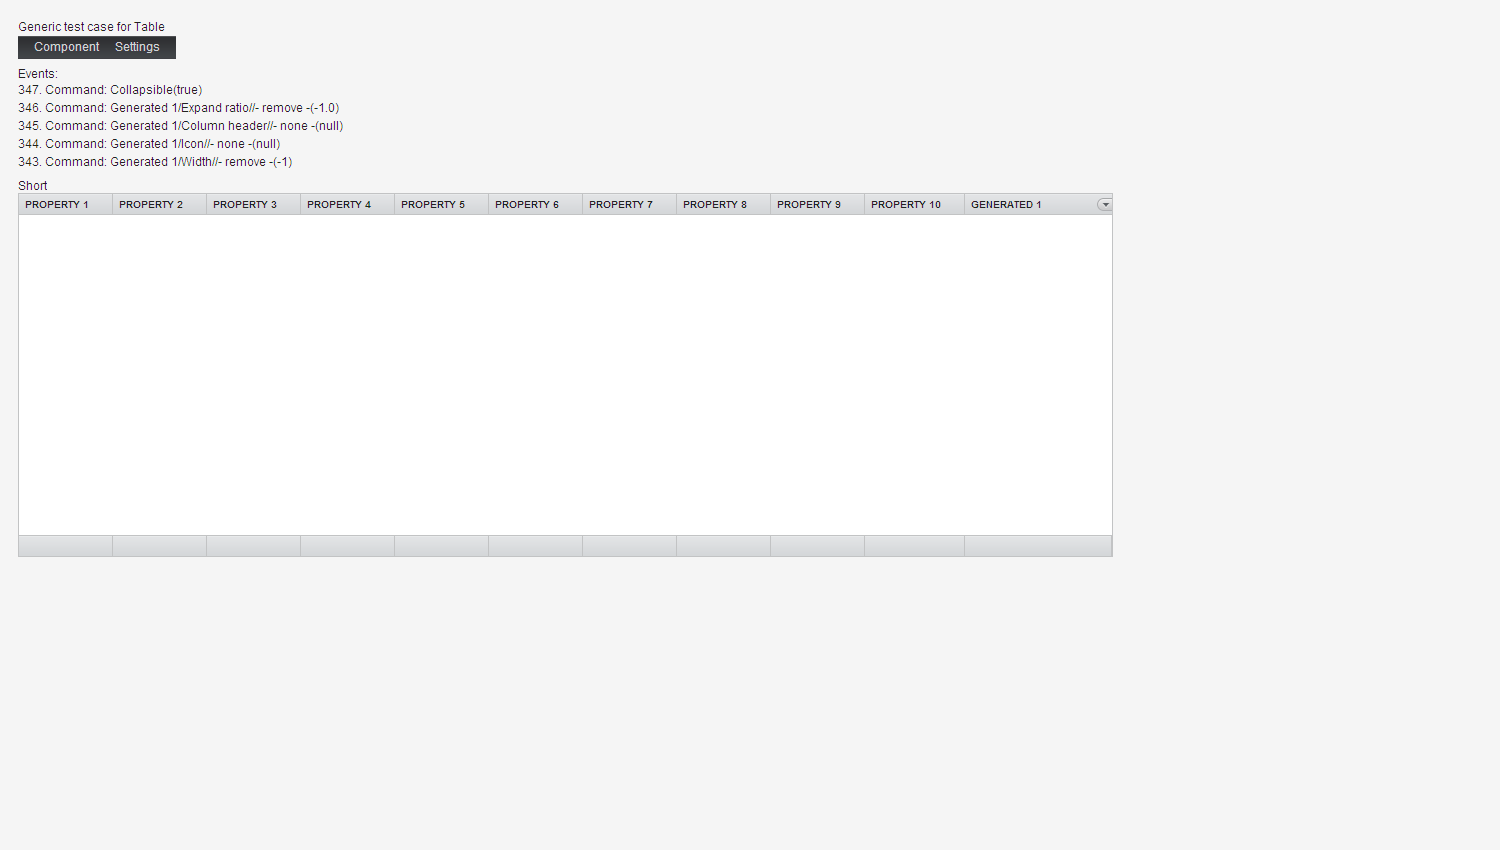 Generic test case for Table
Component Settings
Events:
347. Command: Collapsible(true)
346. Command: Generated 1/Expand ratio//- remove -(-1.0)
345. Command: Generated 1/Column header//- none -(null)
344. Command: Generated 1/Icon//- none -(null)
343. Command: Generated 1/Width//- remove -(-1)
Short
PROPERTY 1 PROPERTY 2 PROPERTY 3 PROPERTY 4 PROPERTY 5 PROPERTY 6 PROPERTY 7 PROPERTY 8 PROPERTY 9 PROPERTY 10 GENERATED 1